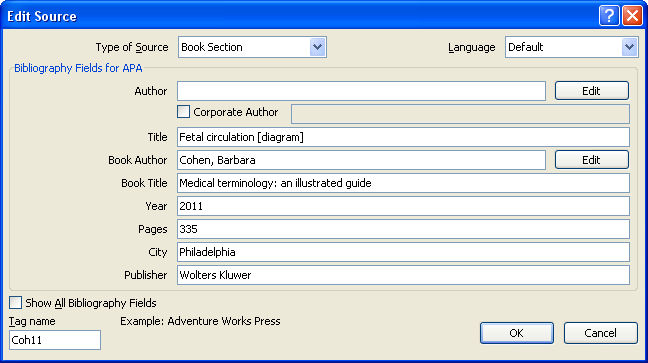 Edit Source
Type of Source Book Section Language Default
Bibliography Fields for APA
Author Edit
Corporate Author
Title Fetal circulation [diagram]
Book Author Cohen, Barbara Edit
Book Title Medical terminology: an illustrated guide
Year 2011
Pages 335
City Philadelphia
Publisher Wolters Kluwer
Show All Bibliography Fields
Tag name Example: Adventure Works Press
Coh11 OK Cancel